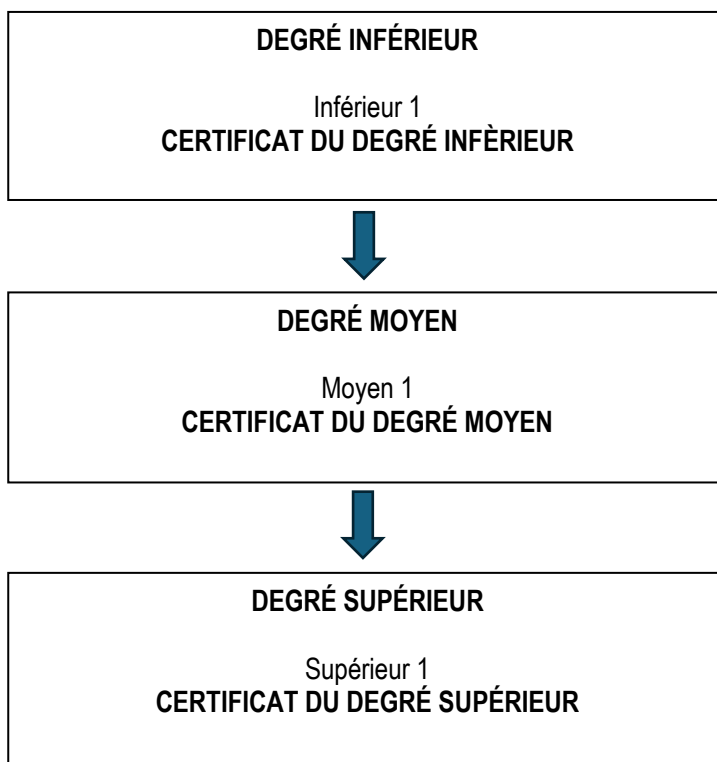 DEGRÉ INFÉRIEUR
Inférieur 1
CERTIFICAT DU DEGRÉ INFÈRIEUR
DEGRÉ MOYEN
Moyen 1
CERTIFICAT DU DEGRÉ MOYEN
DEGRÉ SUPÉRIEUR
Supérieur 1
CERTIFICAT DU DEGRÉ SUPÉRIEUR